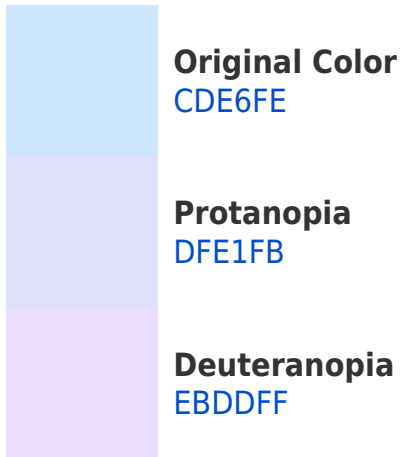 Original Color
CDE6FE
Protanopia
DFE1FB
Deuteranopia
EBDDFF